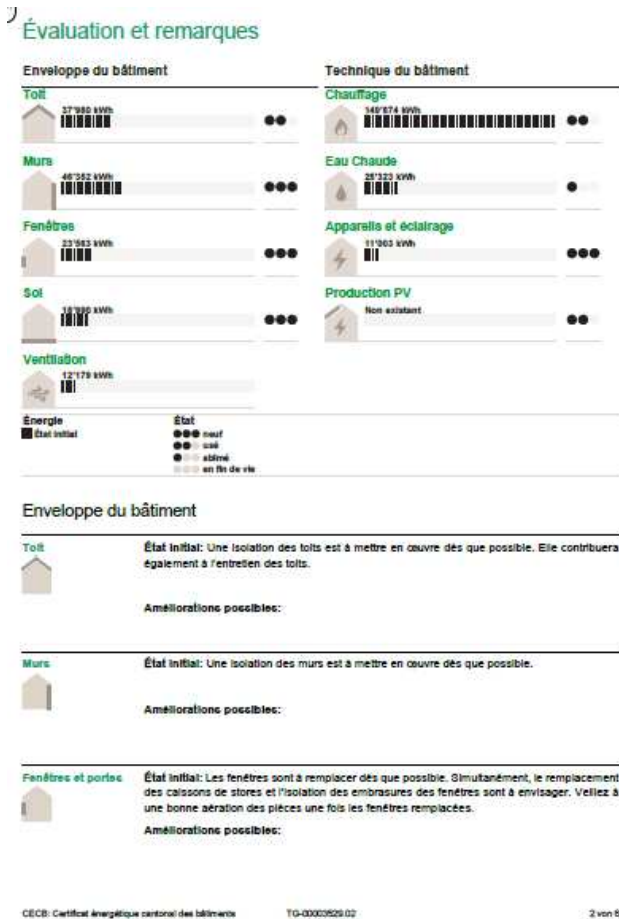 Évaluation et remarques
Enveloppe du bâtiment
Toit
37'980 kWh
Murs
46'352 kWh
Fenêtres
23'583 kWh
Sol
kWh
Ventilation
12'179 kWh
Technique du bâtiment
Chauffage
kWh
Eau Chaude
kWh
Appareils et éclairage
kWh
Production PV
Non existant
Énergie
État initial
État
neuf
usé
abîmé
en fin de vie
Enveloppe du bâtiment
Toit
État initial: Une isolation des toits est à mettre en œuvre dès que possible. Elle contribuera
également à l'entretien des toits.
Améliorations possibles:
Murs
État initial: Une isolation des murs est à mettre en œuvre dès que possible.
Améliorations possibles:
Fenêtres et portes
État initial: Les fenêtres sont à remplacer dès que possible. Simultanément, le remplacement
des caissons de stores et l'isolation des embrasures des fenêtres sont à envisager. Veillez à
une bonne aération des pièces une fois les fenêtres remplacées.
Améliorations possibles:
CECB: Certificat énergétique cantonal des bâtiments
TG-00003529.02
2 von 6